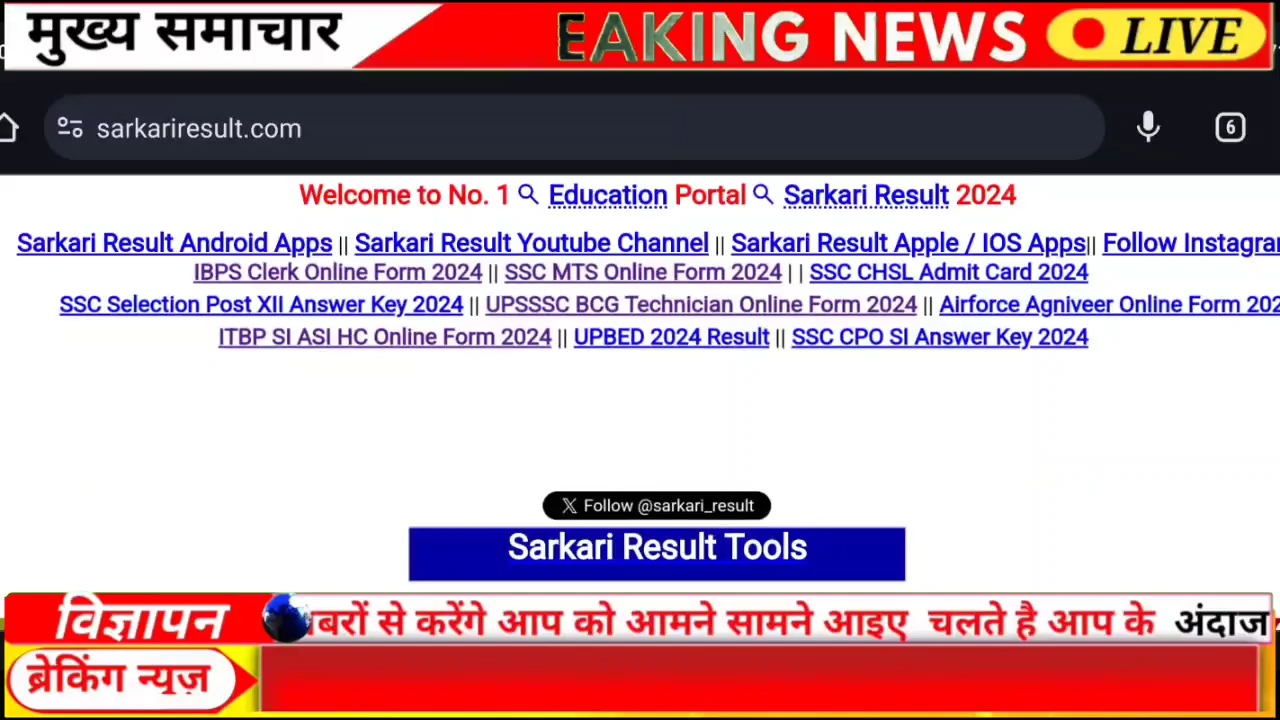 मुख्य समाचार EAKING NEWS LIVE
sarkariresult.com 6
Welcome to No. 1 Education Portal Sarkari Result 2024
Sarkari Result Android Apps || Sarkari Result Youtube Channel || Sarkari Result Apple / IOS Apps|| Follow
IBPS Clerk Online Form 2024 || SSC MTS Online Form 2024 | | SSC CHSL Admit Card 2024
SSC Selection Post XII Answer Key 2024 || UPSSSC BCG Technician Online Form 2024 || Airforce Agniveer Online Form
ITBP SI ASI HC Online Form 2024 || UPBED 2024 Result || SSC CPO SI Answer Key 2024
Follow @sarkari_result
Sarkari Result Tools
विज्ञापन बरों से करेंगे आप को आमने सामने आइए चलते है आप के अंदाज
ब्रेकिंग न्यूज़